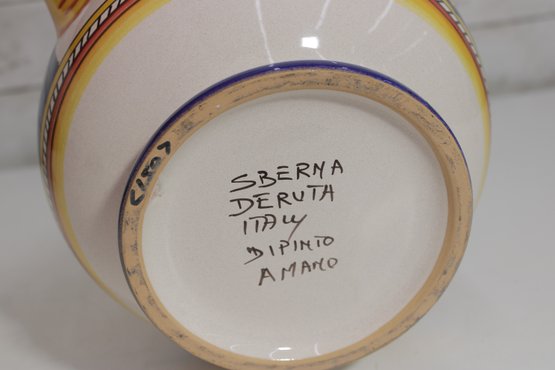 SBERNA
DERUTA
ITALY
DIPINTO
A MANO